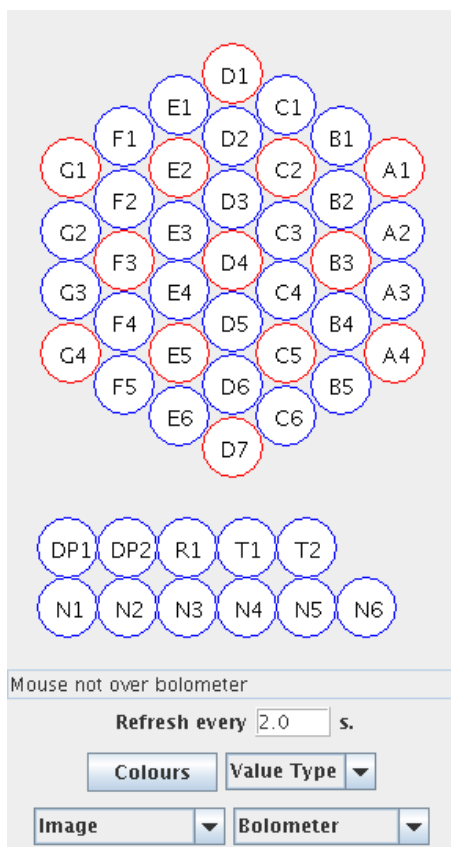 D1
E1 C1
F1 D2 B1
G1 E2 C2 A1
F2 D3 B2
G2 E3 C3 A2
F3 D4 B3
G3 E4 C4 A3
F4 D5 B4
G4 E5 C5 A4
F5 D6 B5
E6 C6
D7
DP1 DP2 R1 T1 T2
N1 N2 N3 N4 N5 N6
Mouse not over bolometer
Refresh every 2.0 s.
Colours Value Type
Image Bolometer